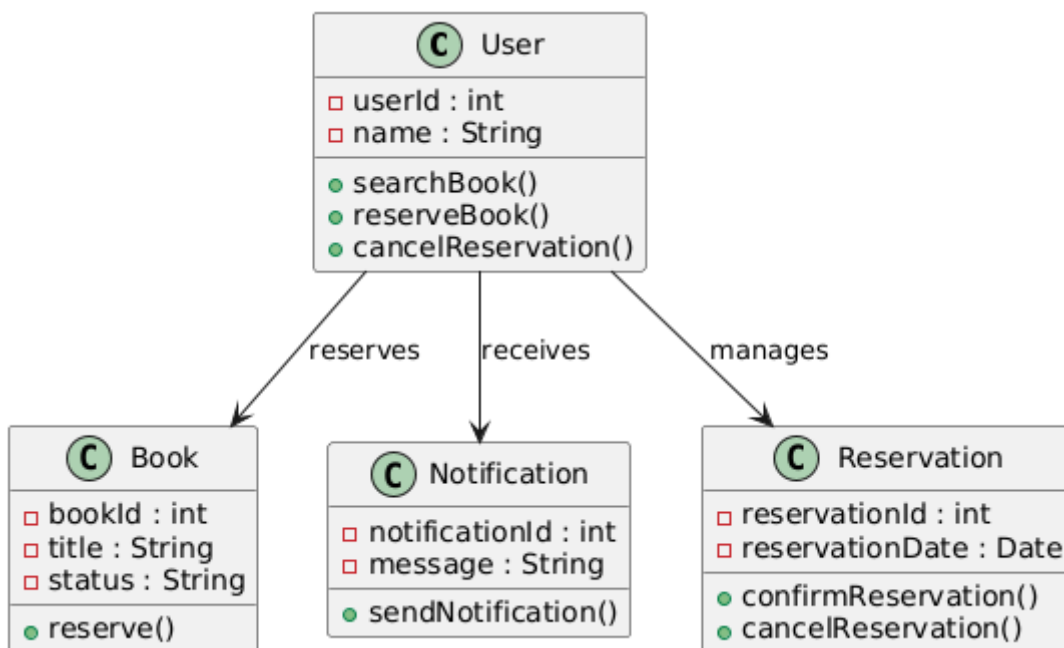 C User
userId : int
name : String
searchBook()
reserveBook()
cancelReservation()
reserves
receives
manages
C Book
bookId : int
title : String
status : String
reserve()
C Notification
notificationId : int
message : String
sendNotification()
C Reservation
reservationId : int
reservationDate : Date
confirmReservation()
cancelReservation()